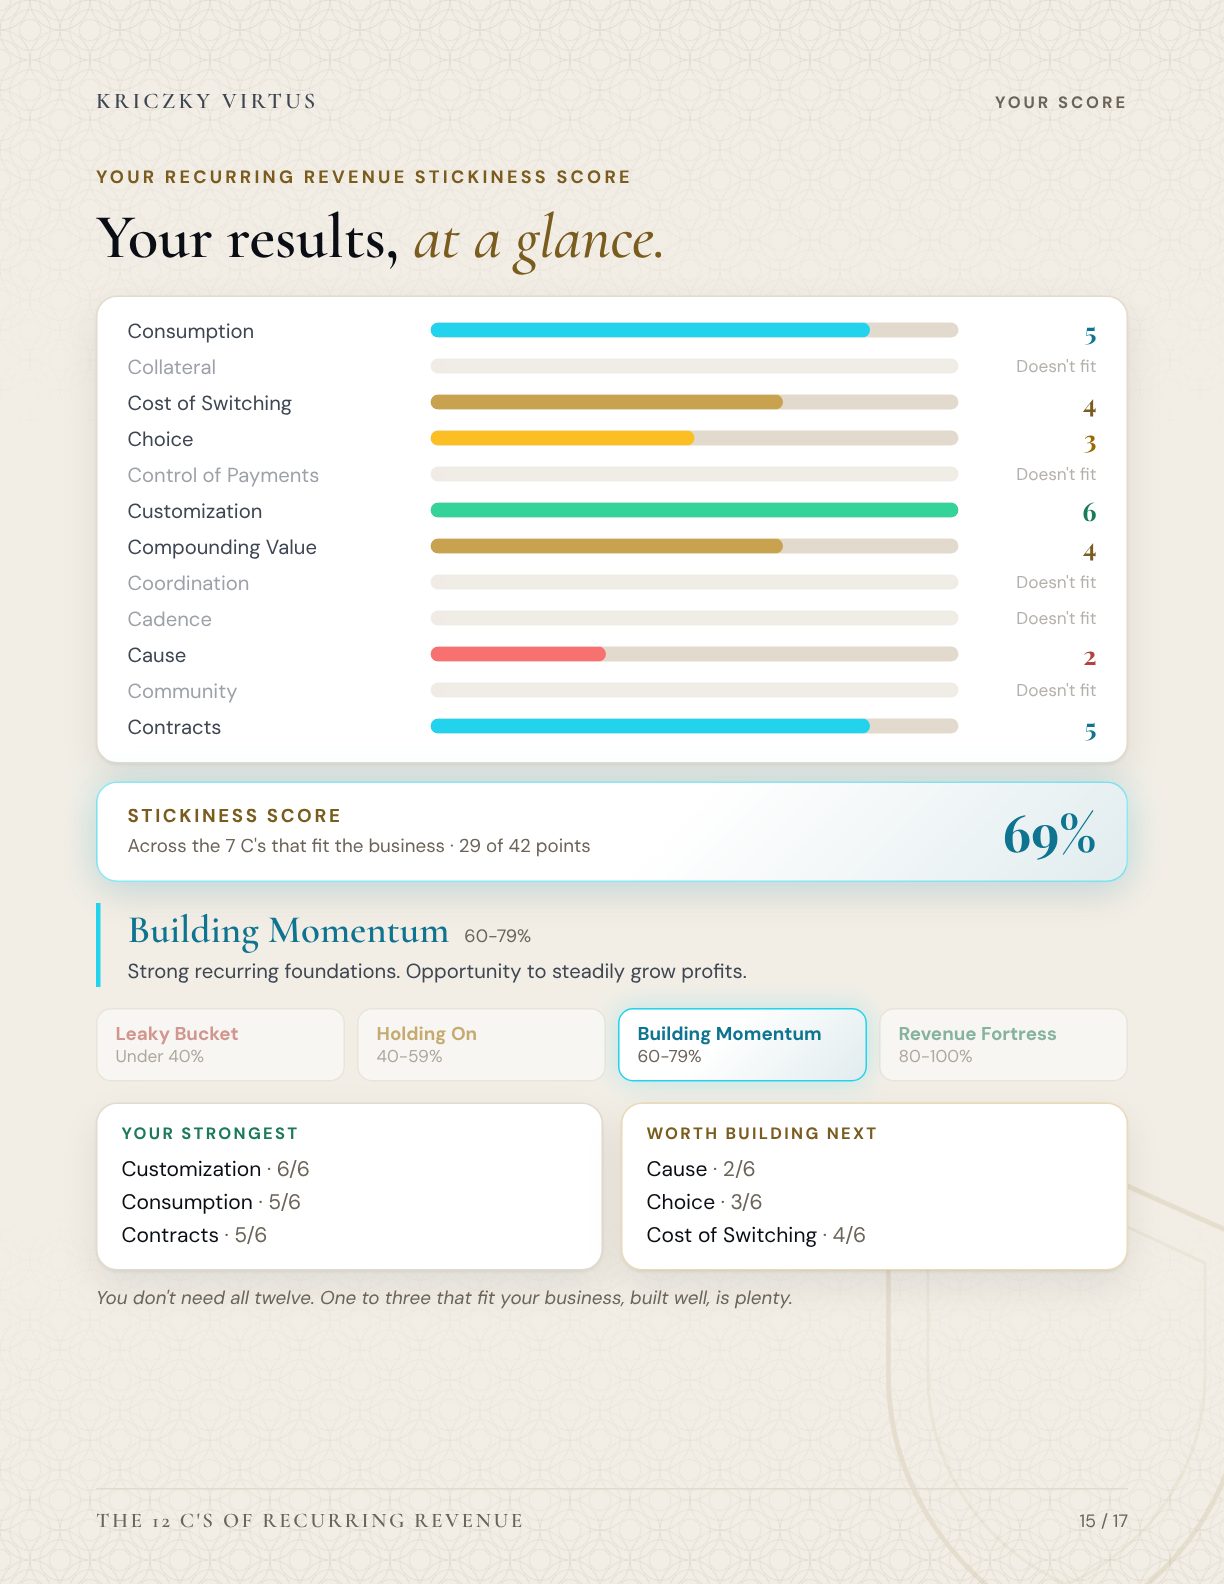 KRICZKY VIRTUS
YOUR SCORE
YOUR RECURRING REVENUE STICKINESS SCORE
Your results, at a glance.
Consumption 5
Collateral Doesn't fit
Cost of Switching 4
Choice 3
Control of Payments Doesn't fit
Customization 6
Compounding Value 4
Coordination Doesn't fit
Cadence Doesn't fit
Cause 2
Community Doesn't fit
Contracts 5
STICKINESS SCORE
Across the 7 C's that fit the business · 29 of 42 points
69%
Building Momentum 60-79%
Strong recurring foundations. Opportunity to steadily grow profits.
Leaky Bucket
Under 40%
Holding On
40-59%
Building Momentum
60-79%
Revenue Fortress
80-100%
YOUR STRONGEST
Customization · 6/6
Consumption · 5/6
Contracts · 5/6
WORTH BUILDING NEXT
Cause · 2/6
Choice · 3/6
Cost of Switching · 4/6
You don't need all twelve. One to three that fit your business, built well, is plenty.
THE 12 C'S OF RECURRING REVENUE
15 / 17